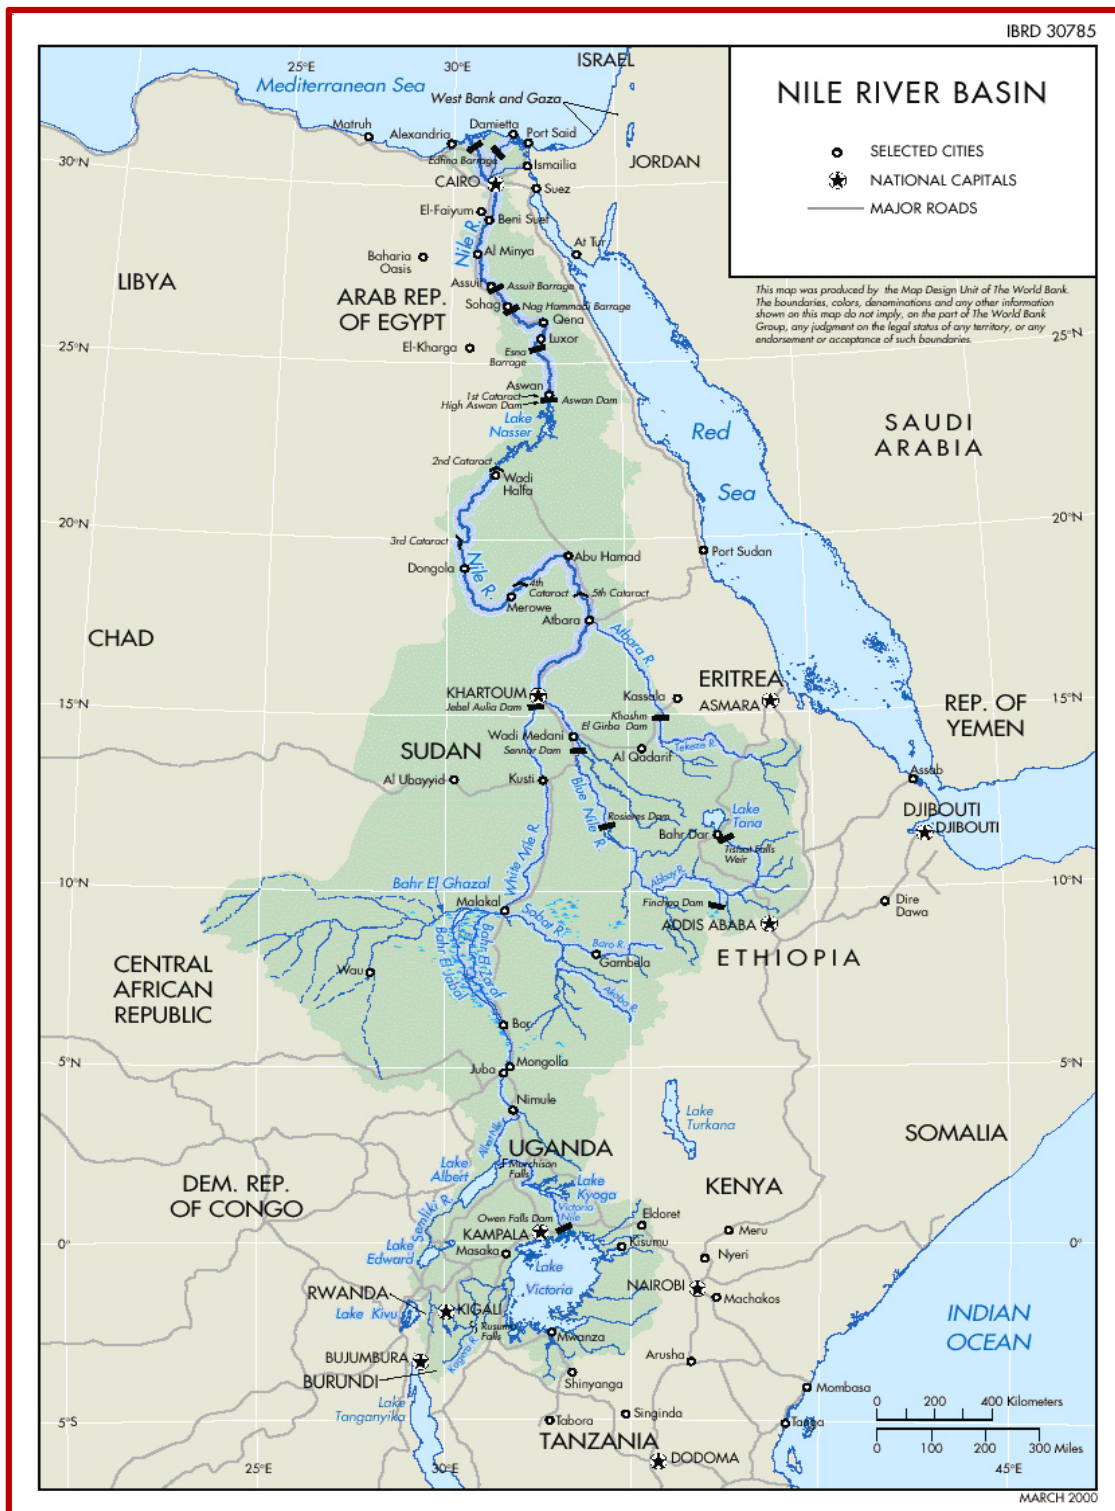 IBRD 30785
25°E
30°E
ISRAEL
Mediterranean Sea
West Bank and Gaza
NILE RIVER BASIN
SELECTED CITIES
NATIONAL CAPITALS
MAJOR ROADS
This map was produced by the Map Design Unit of The World Bank.
The boundaries, colors, denominations and any other information
shown on this map do not imply, on the part of The World Bank
Group, any judgment on the legal status of any territory, or any
endorsement or acceptance of such boundaries.
Matruh
Alexandria
Damietta
Port Said
Edfina Barrage
Ismailia
JORDAN
30°N
CAIRO
Suez
El-Faiyum
Beni Suef
Nile R.
Baharia
Oasis
Al Minya
At Tur
LIBYA
ARAB REP.
OF EGYPT
Assuit
Assuit Barrage
Sohag
Nag Hammadi Barrage
Qena
Luxor
El-Kharga
Esna
Barrage
25°N
25°N
Aswan
1st Cataract
High Aswan Dam
Aswan Dam
Lake
Nasser
SAUDI
ARABIA
Red
Sea
2nd Cataract
Wadi
Halfa
20°N
20°N
3rd Cataract
Nile R.
Dongola
Abu Hamad
Port Sudan
4th
Cataract
5th Cataract
Merowe
Atbara
Atbara R.
CHAD
KHARTOUM
Jebel Aulia Dam
Kassala
ERITREA
ASMARA
15°N
15°N
REP. OF
YEMEN
Khashm
El Girba Dam
Wadi Medani
Sennar Dam
SUDAN
Al Qadarif
Tekeze R.
Al Ubayyid
Kusti
Assab
Blue Nile R.
Rosieres Dam
Lake
Tana
Bahr Dar
Tissat Falls
Weir
DJIBOUTI
DJIBOUTI
White Nile R.
10°N
10°N
Bahr El Ghazal
Malakal
Abbay R.
Finchaa Dam
Dire
Dawa
Sobat R.
ADDIS ABABA
ETHIOPIA
Baro R.
Gambela
Akobo R.
Bahr El Zaraf
Bahr El Jabal
CENTRAL
AFRICAN
REPUBLIC
Wau
Bor
5°N
5°N
Mongolla
Juba
Nimule
Lake
Turkana
Albert Nile
UGANDA
SOMALIA
Murchison
Falls
Lake
Albert
DEM. REP.
OF CONGO
Lake
Kyoga
KENYA
Victoria
Nile
Semliki R.
Owen Falls Dam
Eldoret
KAMPALA
Meru
0°
0°
Lake
Edward
Masaka
Kisumu
Nyeri
Lake
Victoria
RWANDA
NAIROBI
Lake Kivu
KIGALI
Machakos
Rusumo
Falls
INDIAN
OCEAN
Kagera R.
Mwanza
BUJUMBURA
BURUNDI
Arusha
Shinyanga
Mombasa
Lake
Tanganyika
0 200 400 Kilometers
0 100 200 300 Miles
5°S
Tabora
Singinda
Tanga
TANZANIA
DODOMA
25°E
30°E
45°E
MARCH 2000